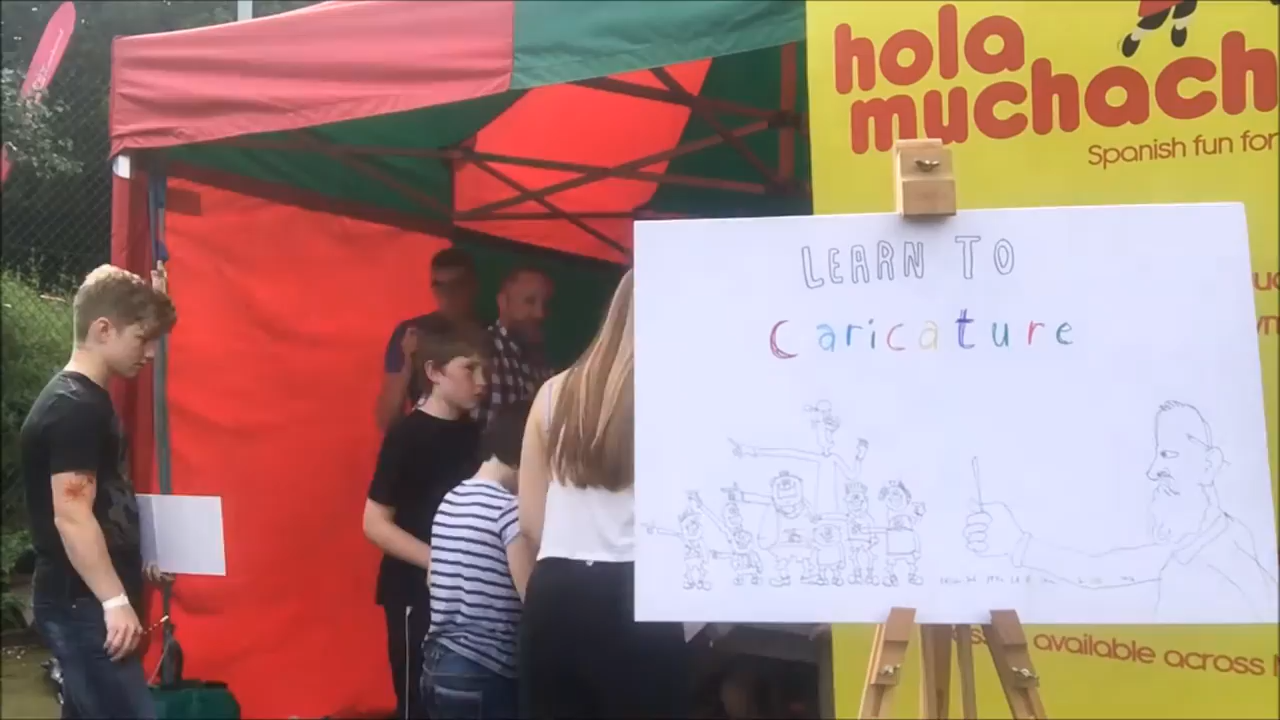 hola
muchach
Spanish fun for
LEARN TO
caricature
available across